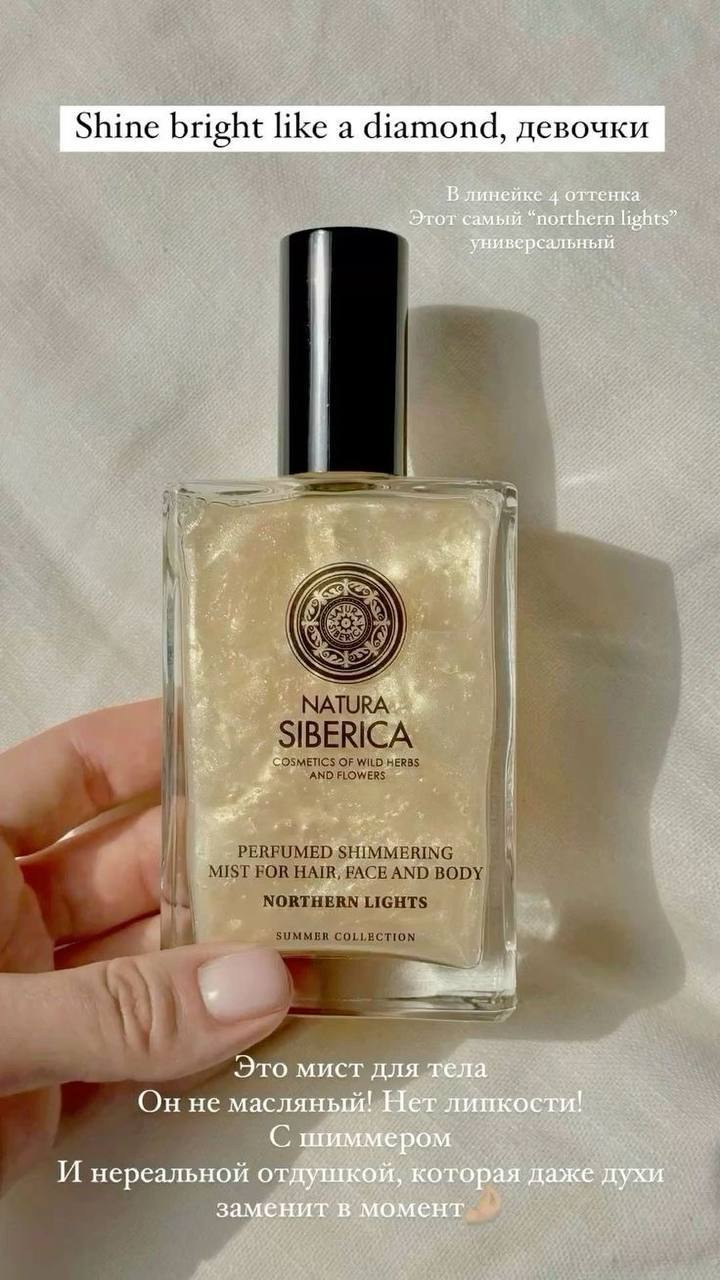 Shine bright like a diamond, девочки
В линейке 4 оттенка
Этот самый “northern lights”
универсальный
NATURA
SIBERICA
NATURA
SIBERICA
COSMETICS OF WILD HERBS
AND FLOWERS
PERFUMED SHIMMERING
MIST FOR HAIR, FACE AND BODY
NORTHERN LIGHTS
SUMMER COLLECTION
Это мист для тела
Он не масляный! Нет липкости!
С шиммером
И нереальной отдушкой, которая даже духи
заменит в момент👌🏻